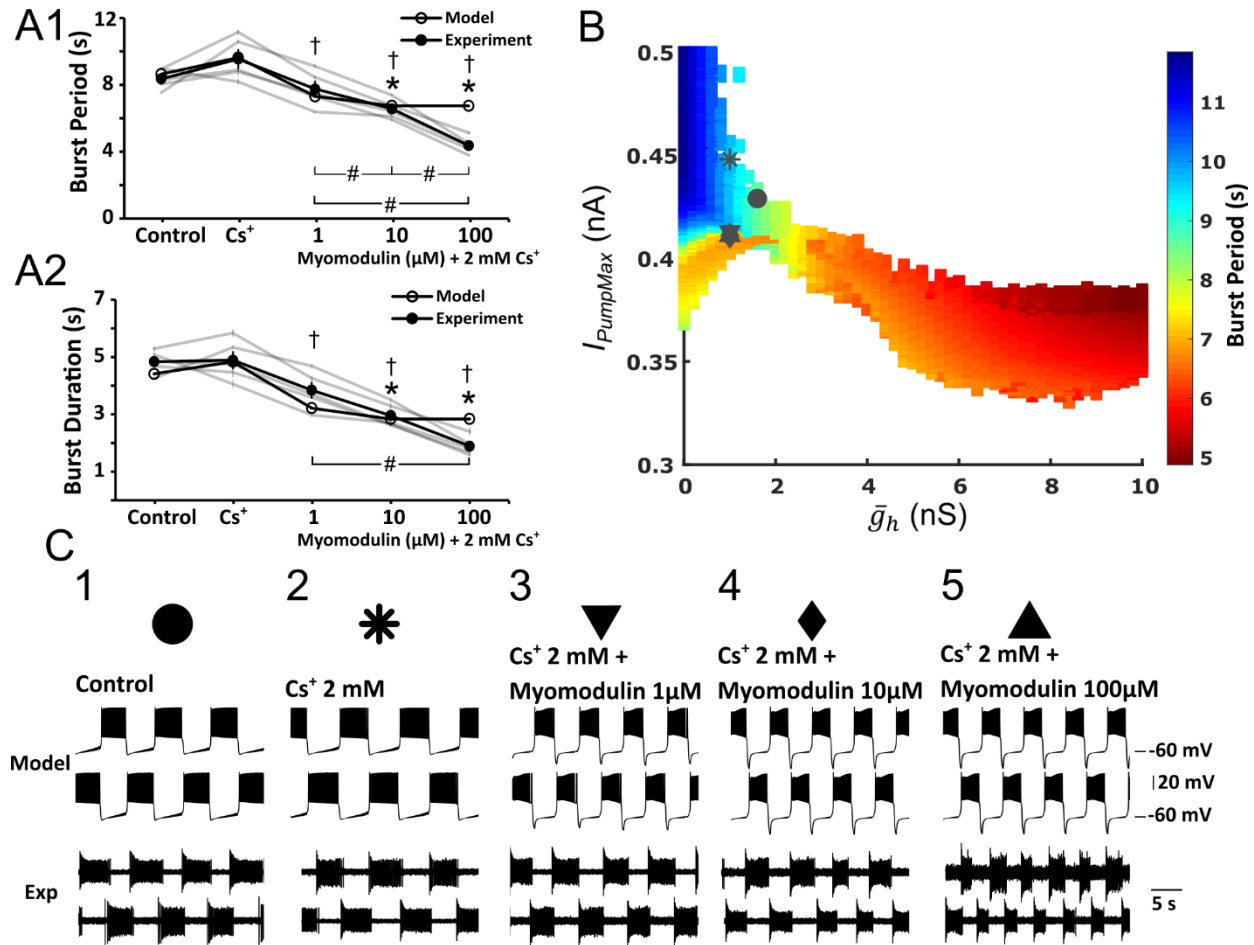 A1
Burst Period (s)
12
8
4
0
Model
Experiment
†
†
*
†
*
#
#
#
Control
Cs⁺
1
10
100
Myomodulin (µM) + 2 mM Cs⁺
A2
Burst Duration (s)
7
5
3
1
Model
Experiment
†
†
*
†
*
#
Control
Cs⁺
1
10
100
Myomodulin (µM) + 2 mM Cs⁺
B
I_PumpMax (nA)
0.5
0.45
0.4
0.35
0.3
0
2
4
6
8
10
ḡ_h (nS)
Burst Period (s)
11
10
9
8
7
6
5
C
1
Control
2
Cs⁺ 2 mM
3
Cs⁺ 2 mM +
Myomodulin 1µM
4
Cs⁺ 2 mM +
Myomodulin 10µM
5
Cs⁺ 2 mM +
Myomodulin 100µM
Model
-60 mV
20 mV
-60 mV
Exp
5 s